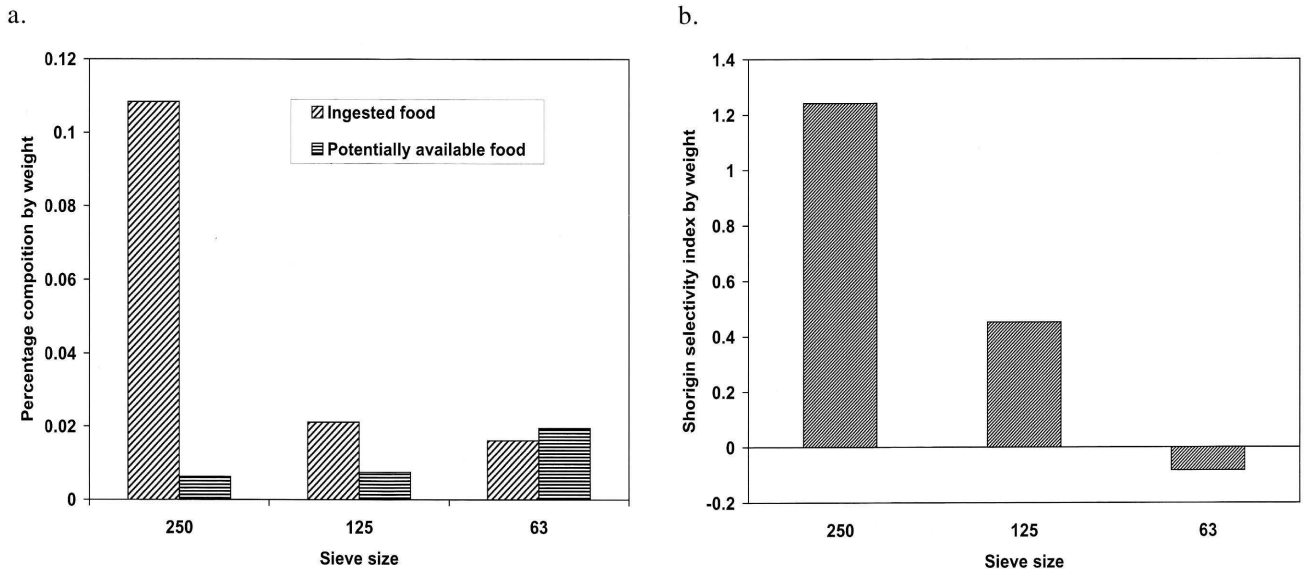 a.
b.
0.12
0.1
0.08
0.06
0.04
0.02
0
Percentage compoition by weight
Ingested food
Potentially available food
250
125
63
Sieve size
1.4
1.2
1
0.8
0.6
0.4
0.2
0
-0.2
Shorigin selectivity index by weight
250
125
63
Sieve size